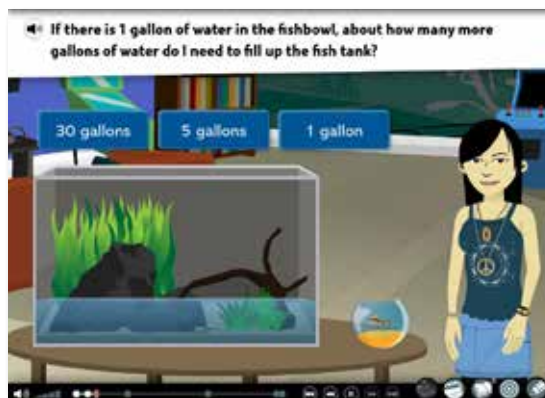 If there is 1 gallon of water in the fishbowl, about how many more
gallons of water do I need to fill up the fish tank?
30 gallons
5 gallons
1 gallon